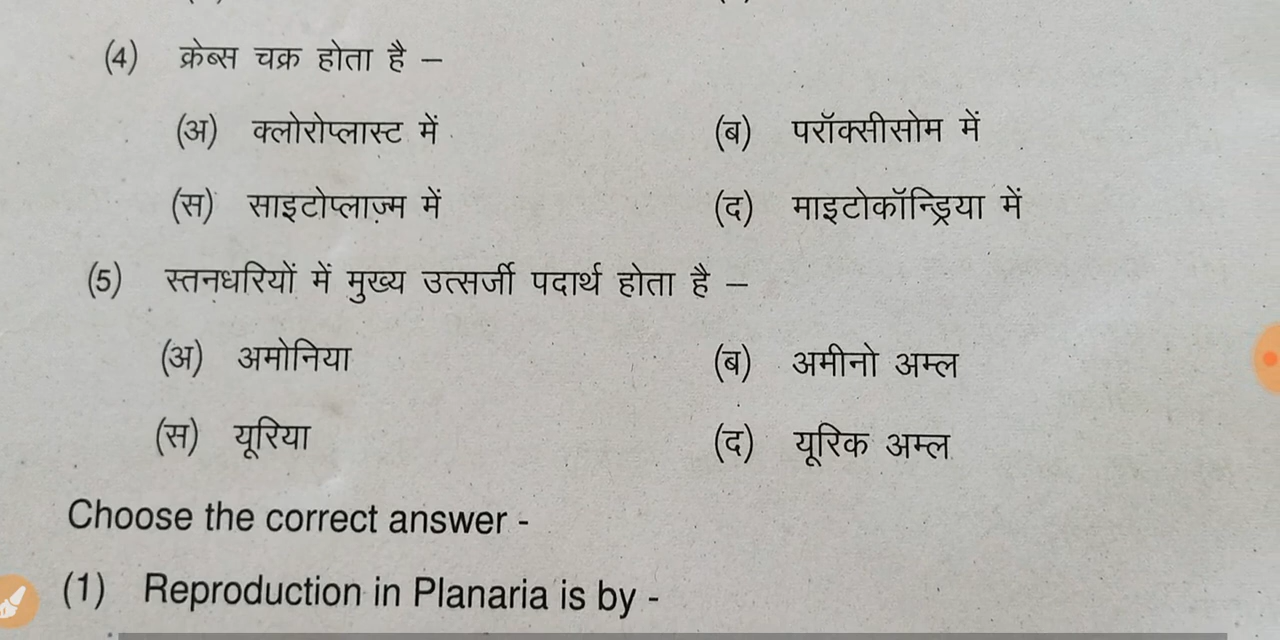 (4) क्रेब्स चक्र होता है –
(अ) क्लोरोप्लास्ट में (ब) परॉक्सीसोम में
(स) साइटोप्लाज़्म में (द) माइटोकॉन्ड्रिया में
(5) स्तनधरियों में मुख्य उत्सर्जी पदार्थ होता है –
(अ) अमोनिया (ब) अमीनो अम्ल
(स) यूरिया (द) यूरिक अम्ल
Choose the correct answer -
(1) Reproduction in Planaria is by -